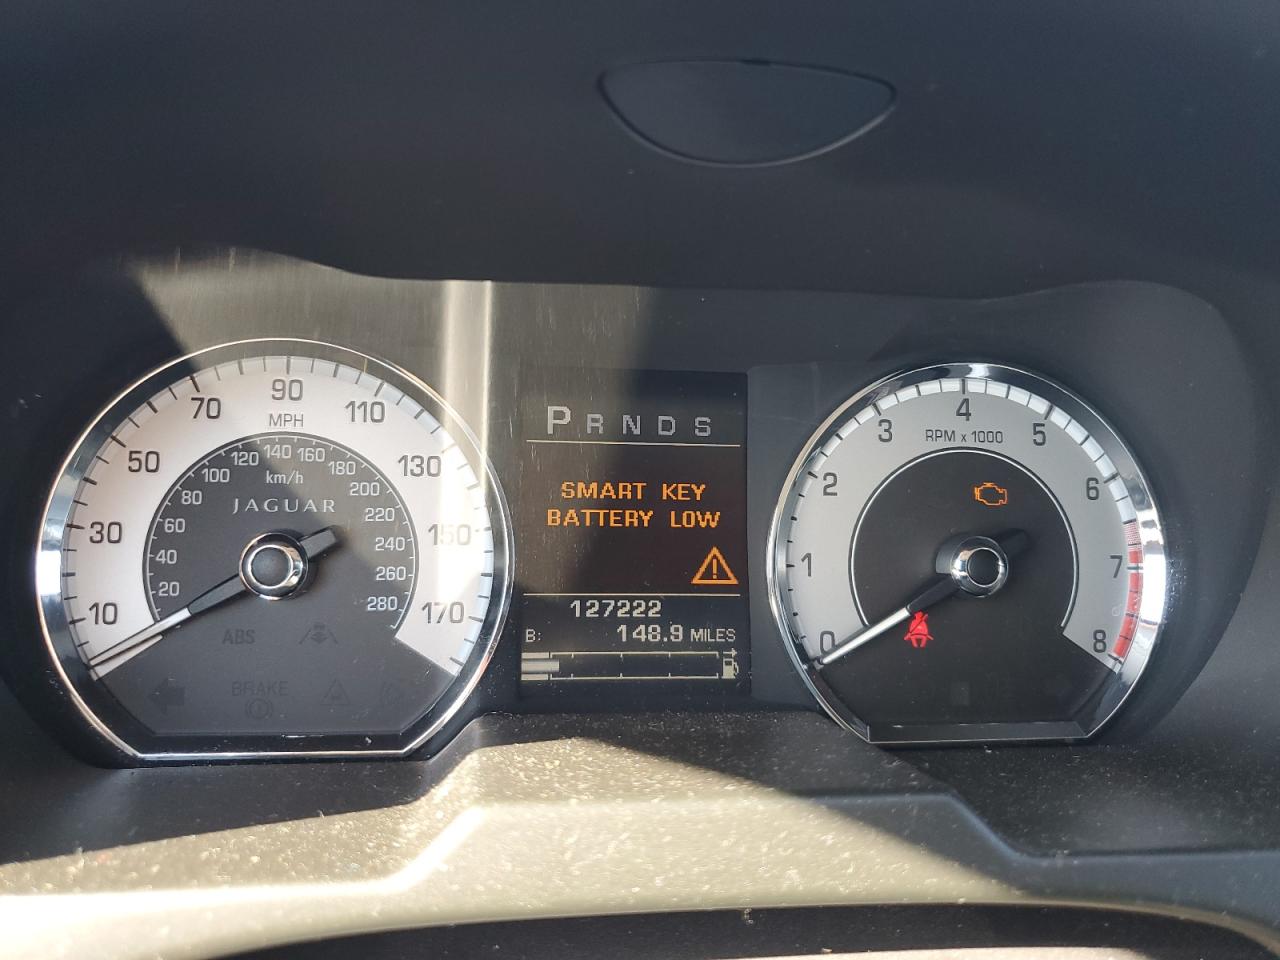 90
70 110
MPH
50 130
120 140 160
100 180
km/h
80 200
JAGUAR
60 220
30 150
40 240
260
20 280
10 170
ABS
BRAKE
P R N D S
SMART KEY
BATTERY LOW
127222
B: 148.9 MILES
4
3 5
RPM x 1000
2 6
1 7
0 8